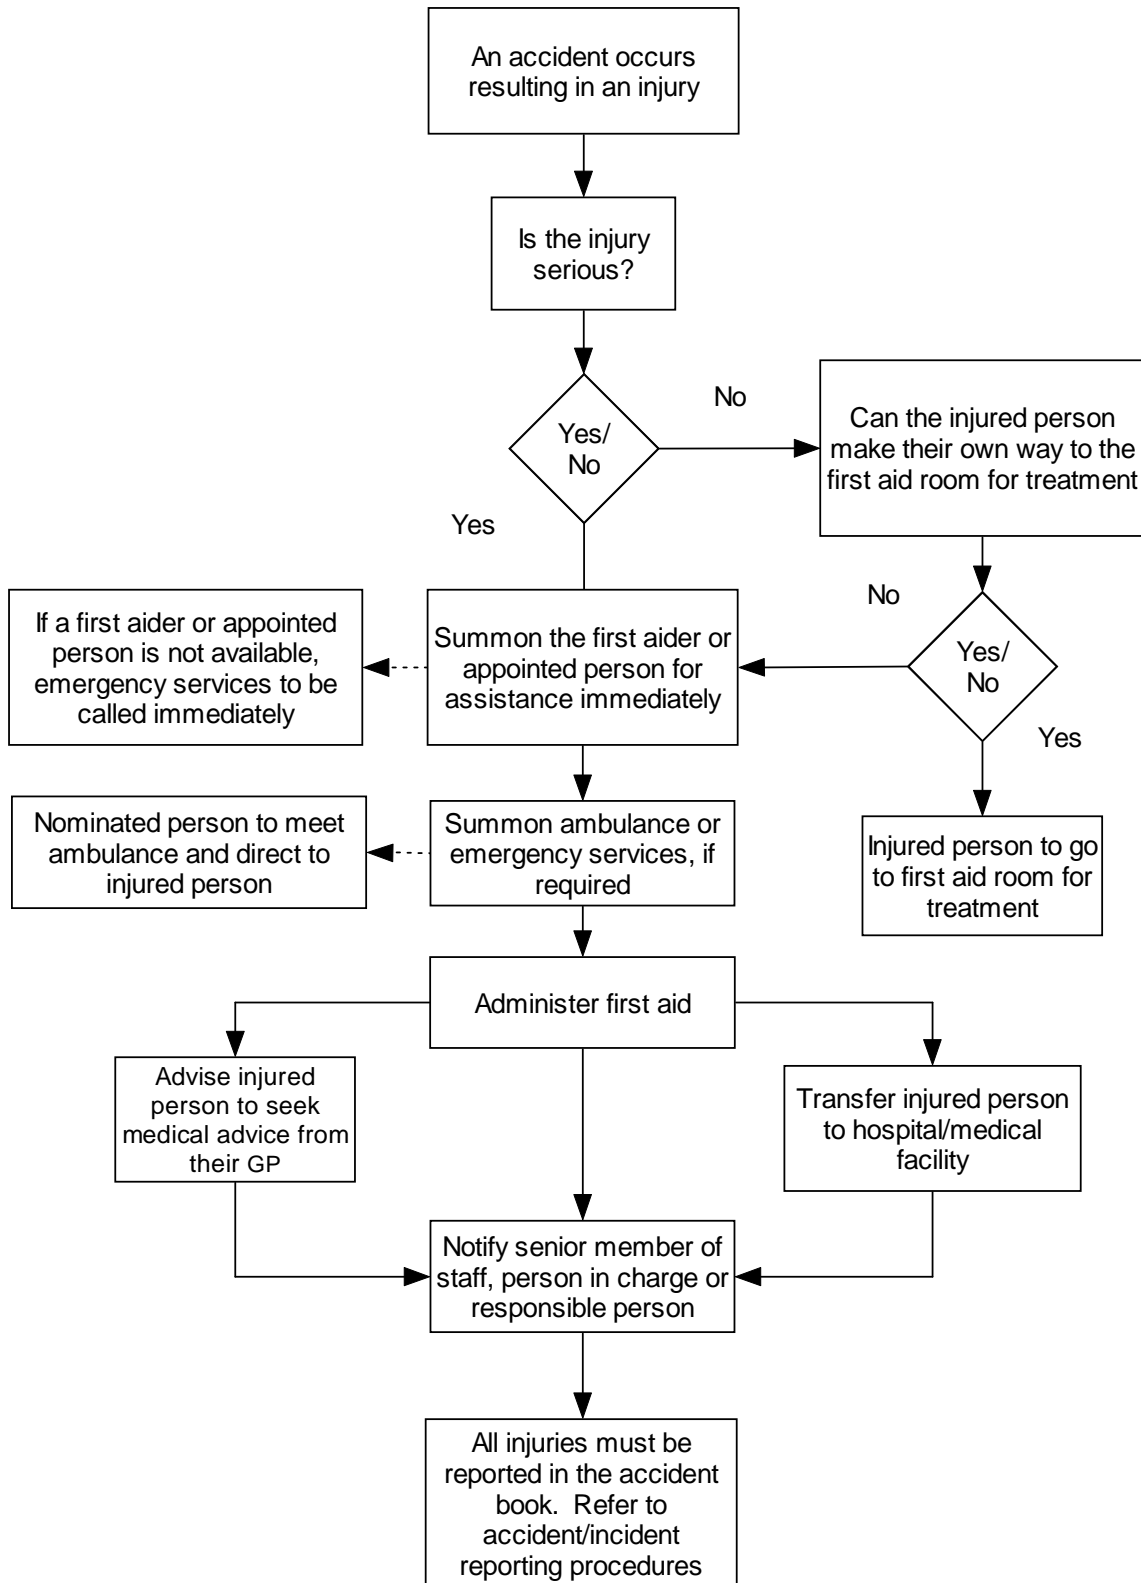 An accident occurs
resulting in an injury
Is the injury
serious?
Yes/
No
No
Can the injured person
make their own way to the
first aid room for treatment
Yes
No
Yes/
No
Yes
If a first aider or appointed
person is not available,
emergency services to be
called immediately
Summon the first aider or
appointed person for
assistance immediately
Nominated person to meet
ambulance and direct to
injured person
Summon ambulance or
emergency services, if
required
Injured person to go
to first aid room for
treatment
Administer first aid
Advise injured
person to seek
medical advice from
their GP
Transfer injured person
to hospital/medical
facility
Notify senior member of
staff, person in charge or
responsible person
All injuries must be
reported in the accident
book.  Refer to
accident/incident
reporting procedures